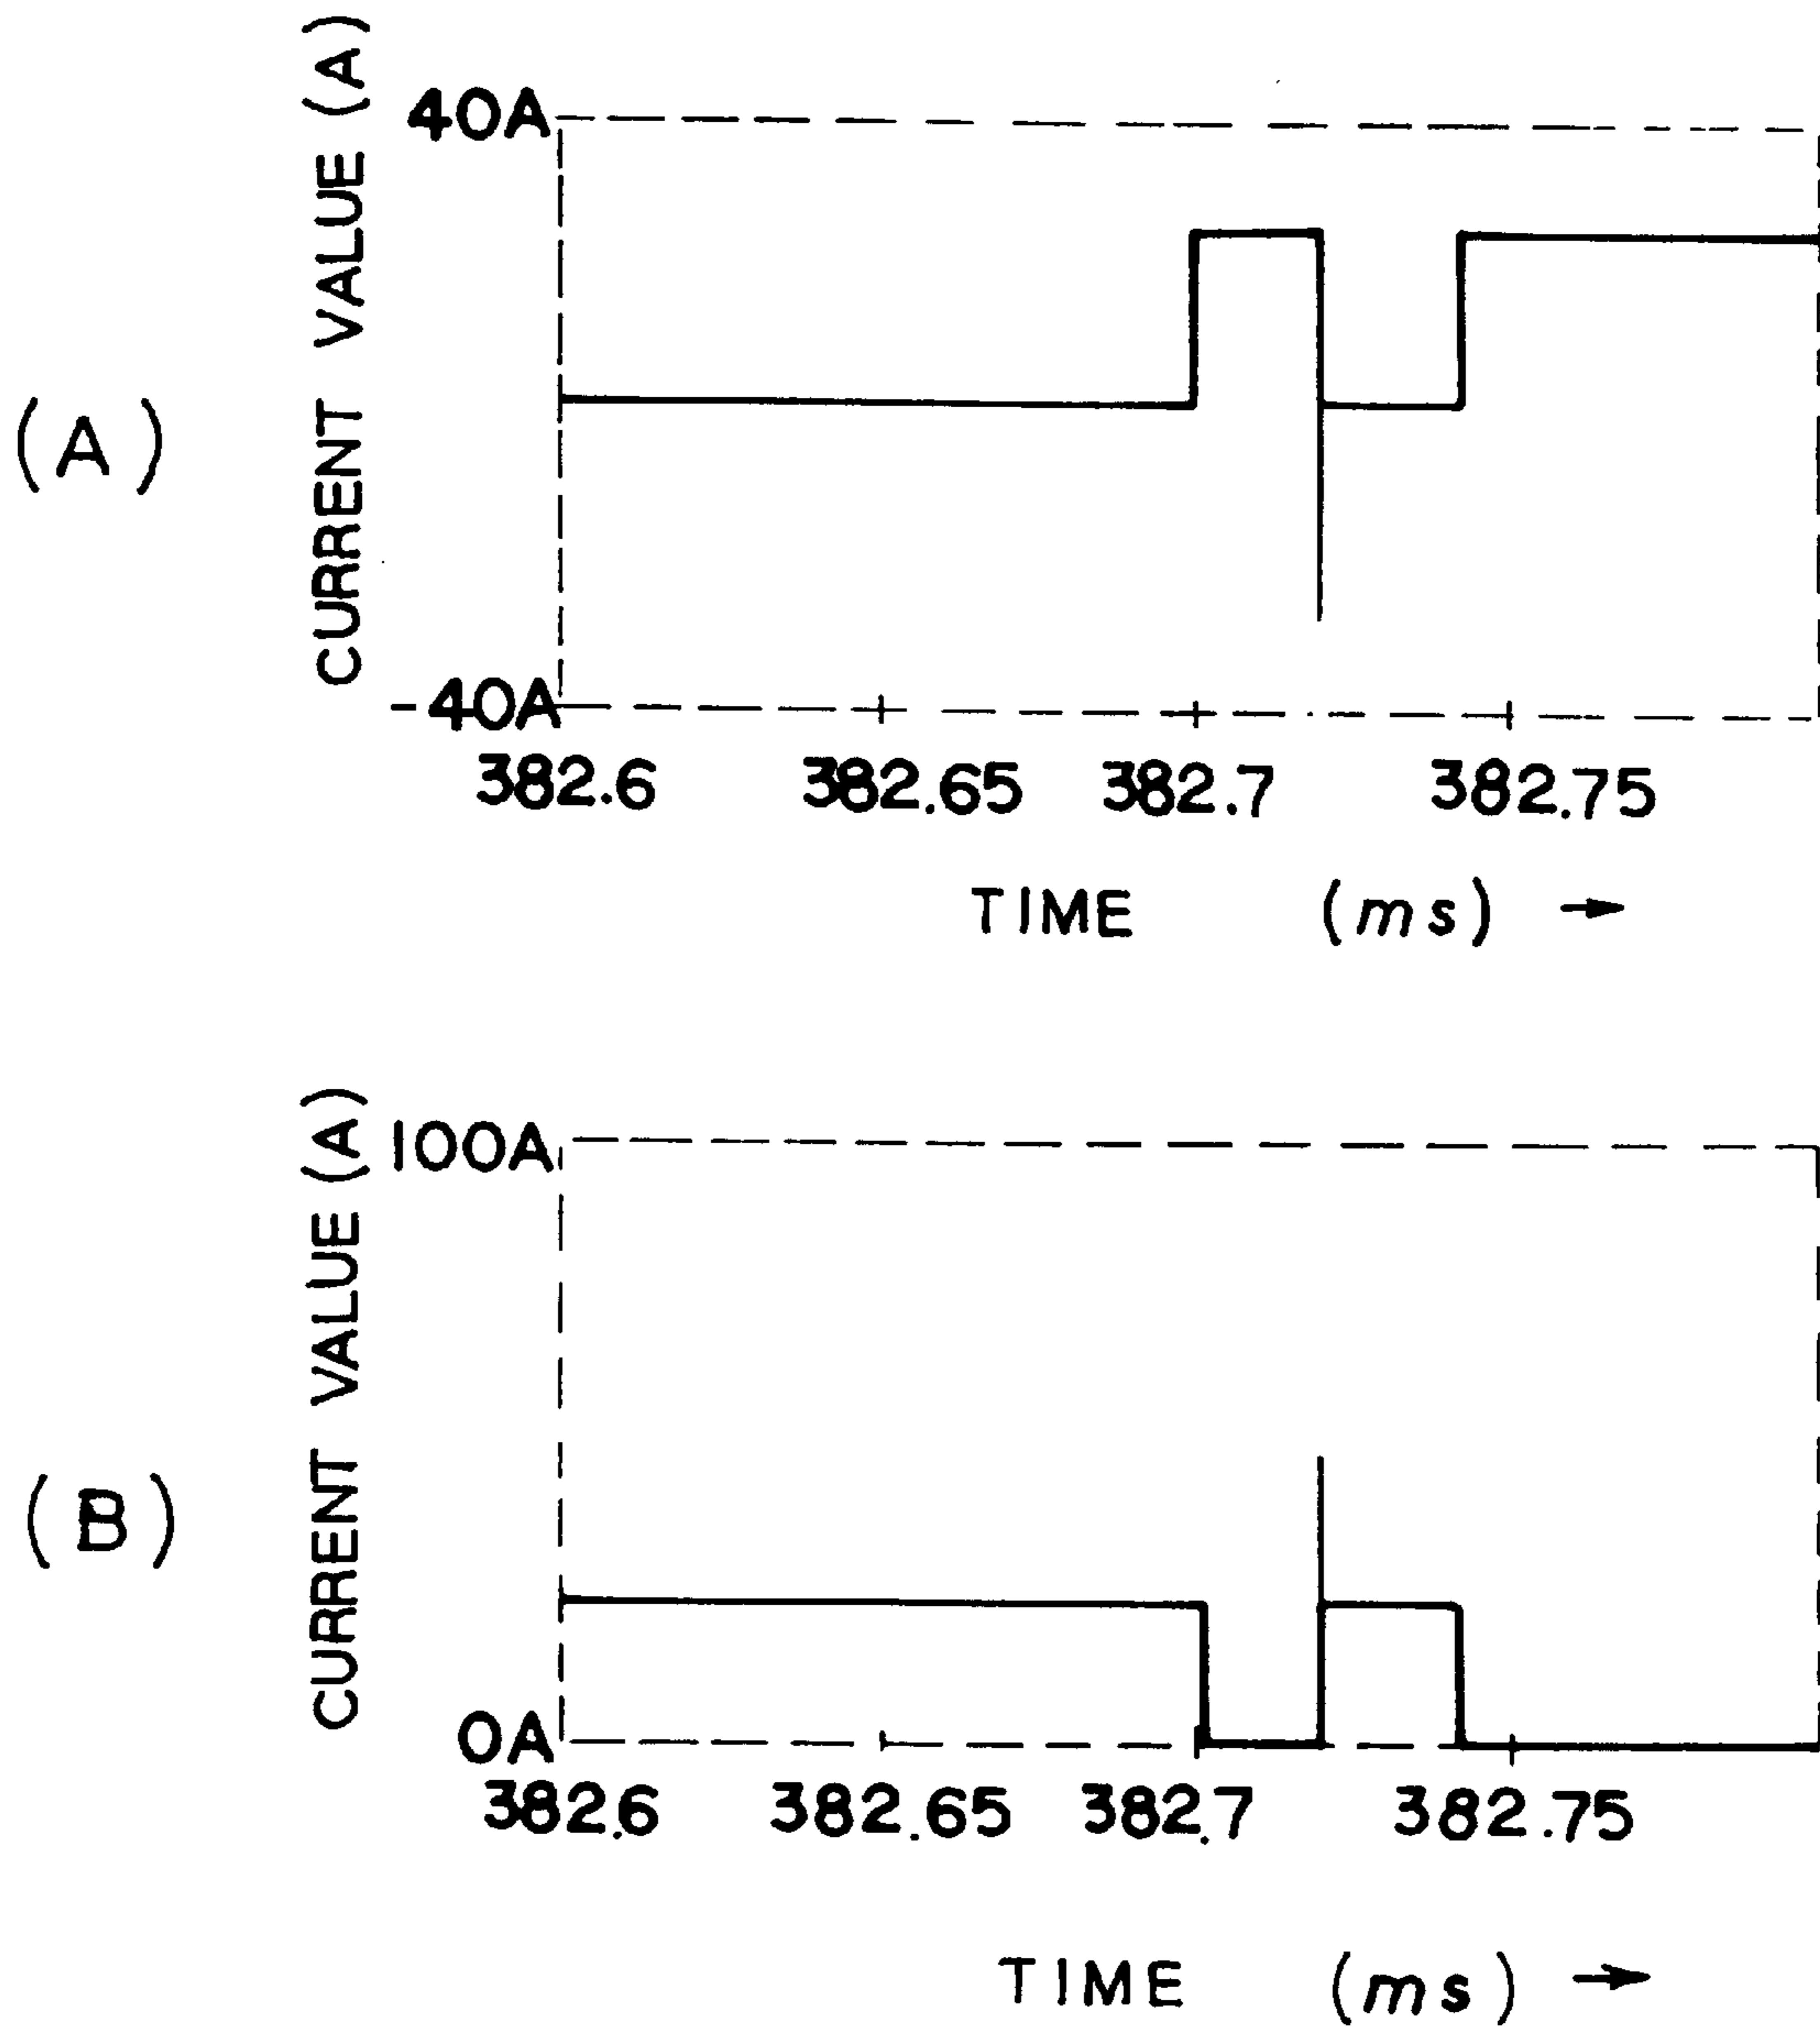 (A)
CURRENT VALUE (A)
40A
-40A
382.6 382.65 382.7 382.75
TIME (ms) →
(B)
CURRENT VALUE (A)
100A
0A
382.6 382.65 382.7 382.75
TIME (ms) →